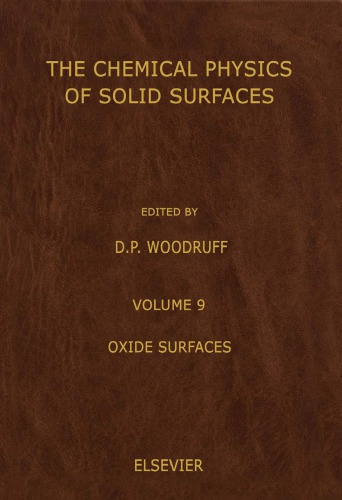 THE CHEMICAL PHYSICS
OF SOLID SURFACES
EDITED BY
D.P. WOODRUFF
VOLUME 9
OXIDE SURFACES
ELSEVIER